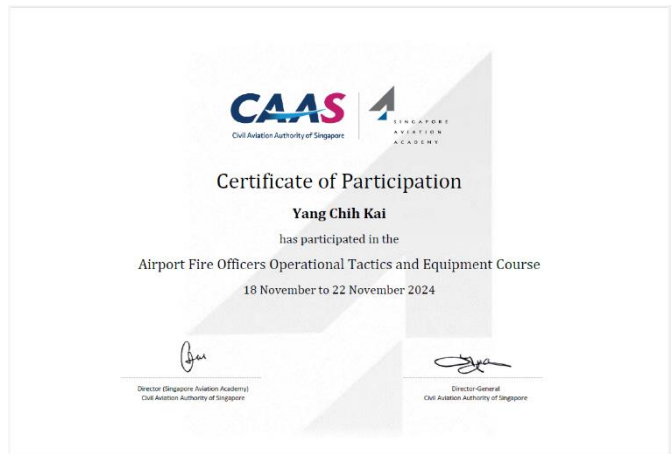 CAAS
Civil Aviation Authority of Singapore
SINGAPORE
AVIATION
ACADEMY
Certificate of Participation
Yang Chih Kai
has participated in the
Airport Fire Officers Operational Tactics and Equipment Course
18 November to 22 November 2024
Director (Singapore Aviation Academy)
Civil Aviation Authority of Singapore
Director-General
Civil Aviation Authority of Singapore